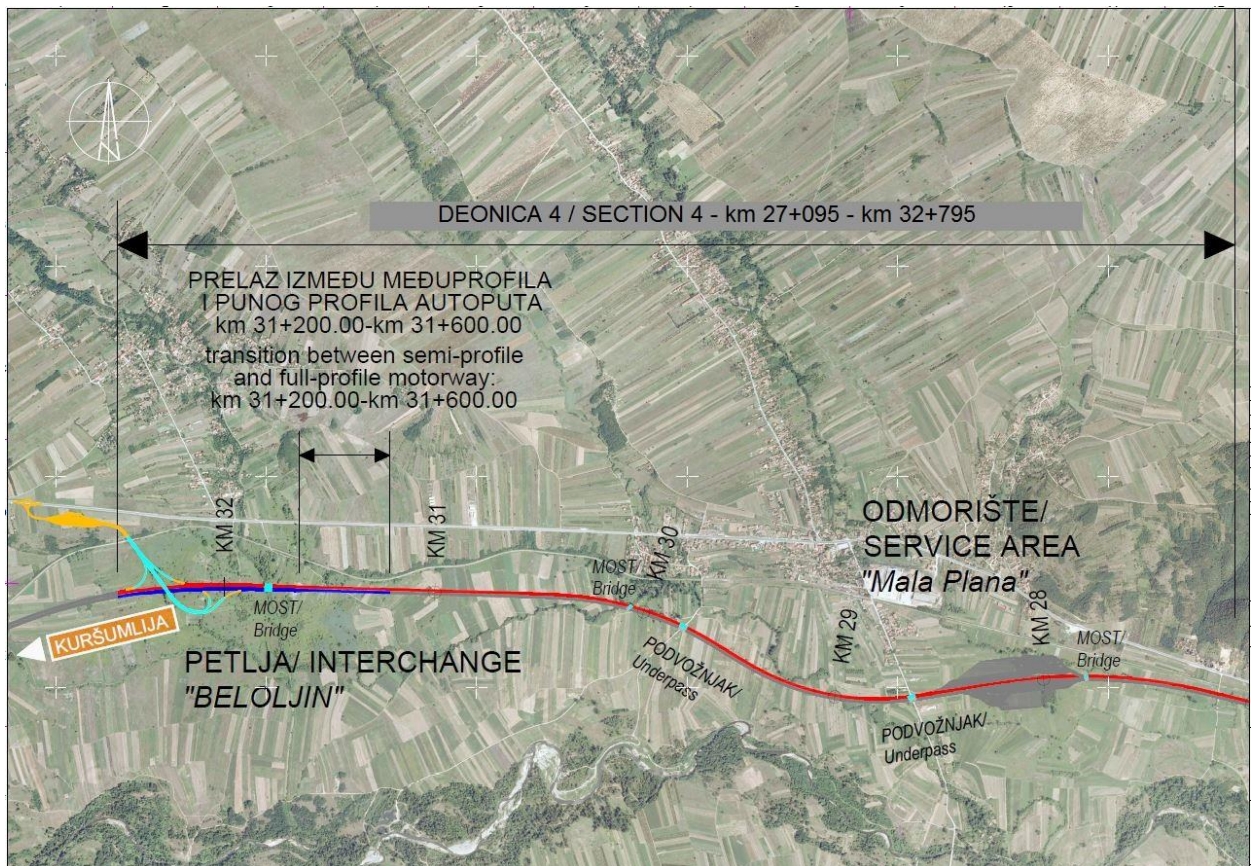 DEONICA 4 / SECTION 4 - km 27+095 - km 32+795
PRELAZ IZMEĐU MEĐUPROFILA
I PUNOG PROFILA AUTOPUTA
km 31+200.00-km 31+600.00
transition between semi-profile
and full-profile motorway:
km 31+200.00-km 31+600.00
KM 32
KM 31
KM 30
KM 29
KM 28
ODMORIŠTE/
SERVICE AREA
"Mala Plana"
MOST/
Bridge
MOST/
Bridge
MOST/
Bridge
KURŠUMLIJA
PETLJA/ INTERCHANGE
"BELOLJIN"
PODVOŽNJAK/
Underpass
PODVOŽNJAK/
Underpass